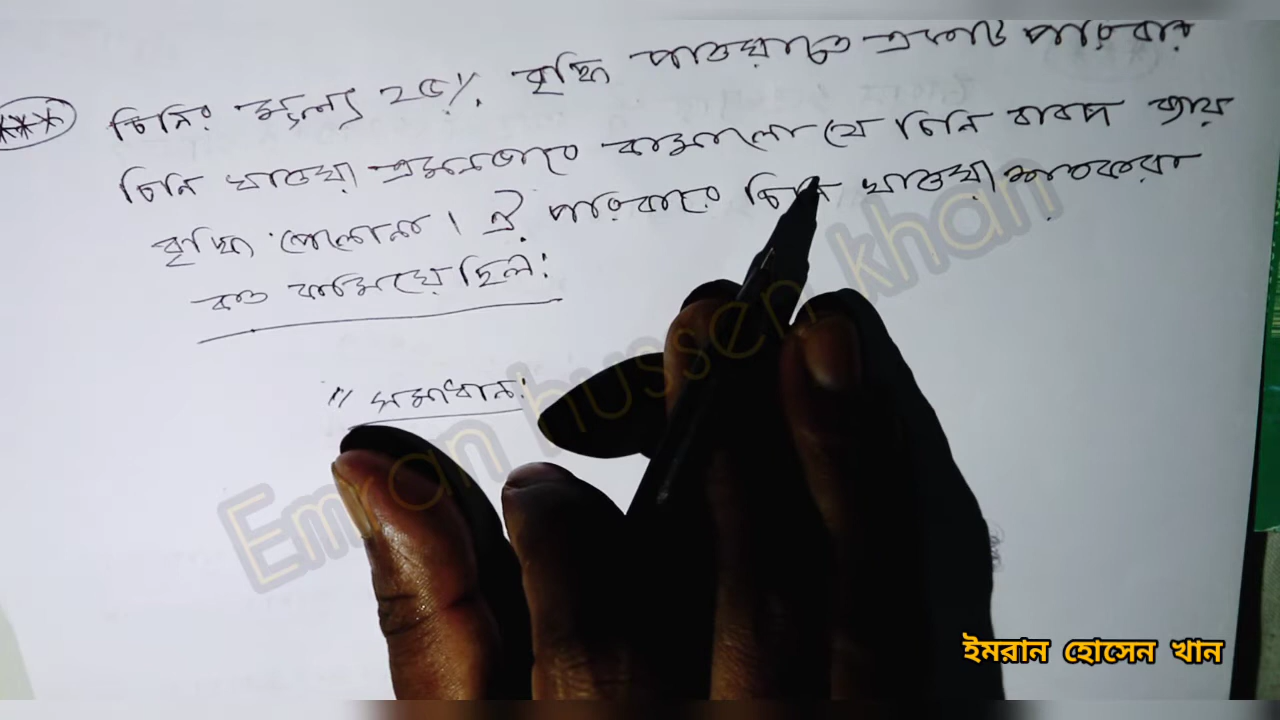 *** চিনির মূল্য ২৫%. বৃদ্ধি পাওয়াতে একটি পরিবার
চিনি খাওয়া এমনভাবে কমালো যে চিনি বাবদ ব্যয়
বৃদ্ধি পেলোনা। ঐ পরিবারে চিনি খাওয়া শতকরা
কত কমিয়েছিল:
// সমাধান:
Emran hussen khan
ইমরান হোসেন খান